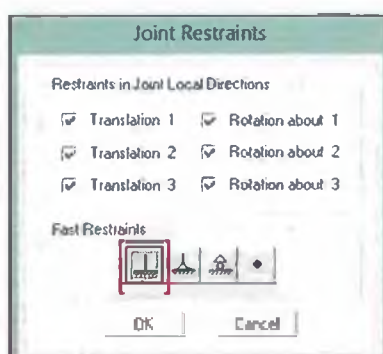 Joint Restraints
Restraints in Joint Local Directions
Translation 1 Rotation about 1
Translation 2 Rotation about 2
Translation 3 Rotation about 3
Fast Restraints
OK Cancel